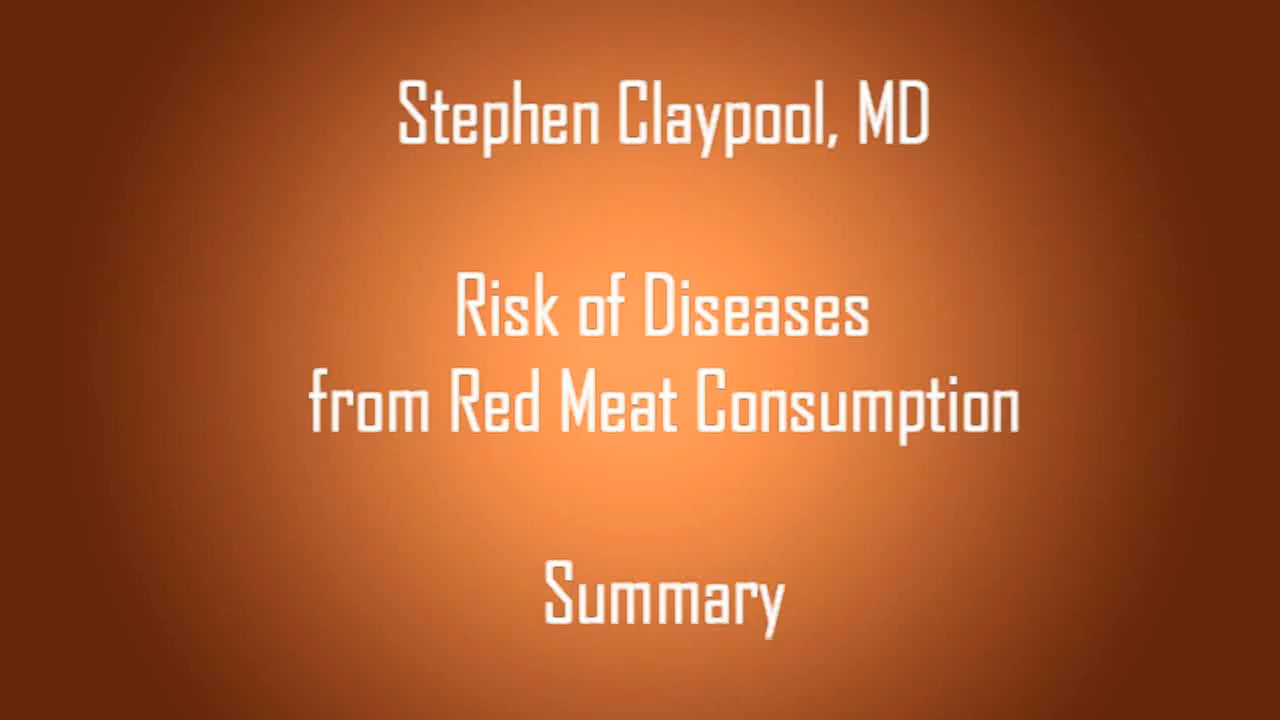 Stephen Claypool, MD
Risk of Diseases
from Red Meat Consumption
Summary